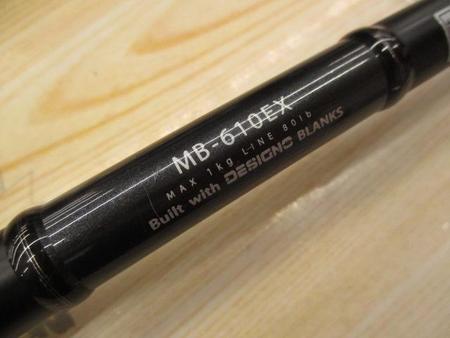 MB-610EX
MAX 1kg LINE 80lb
Built with DESIGNO BLANKS